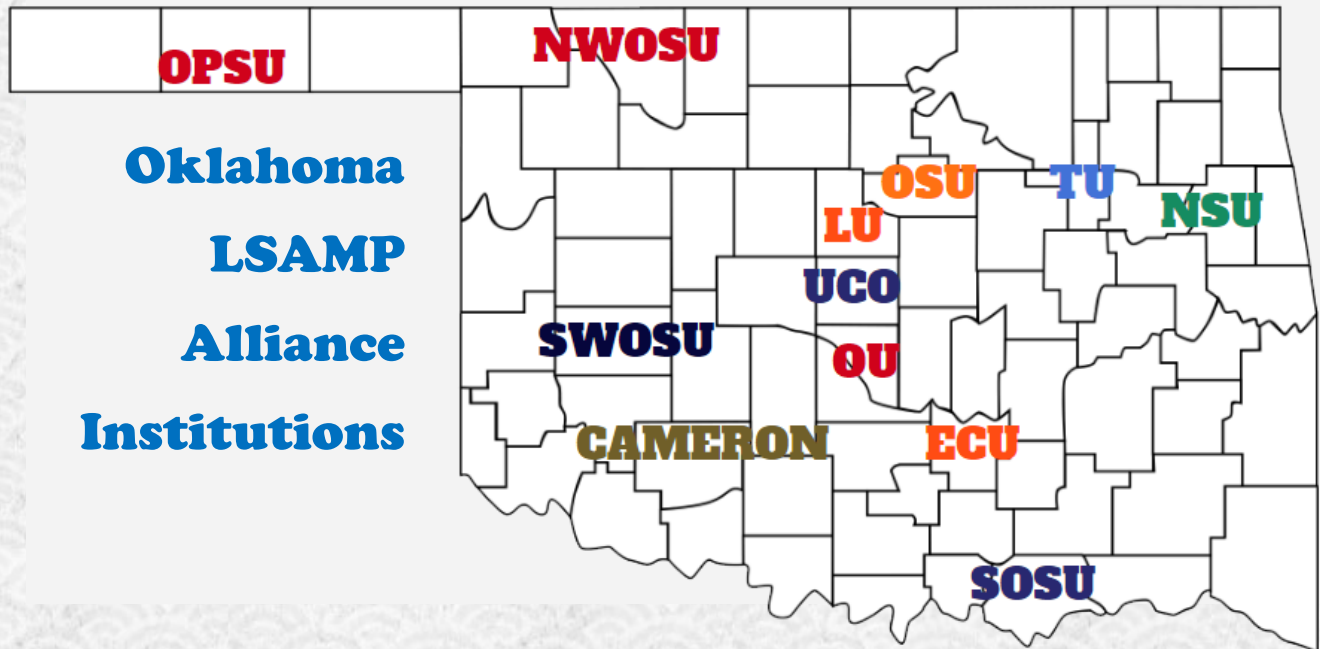 OPSU
NWOSU
Oklahoma
LSAMP
Alliance
Institutions
OSU
TU
NSU
LU
UCO
SWOSU
OU
CAMERON
ECU
SOSU